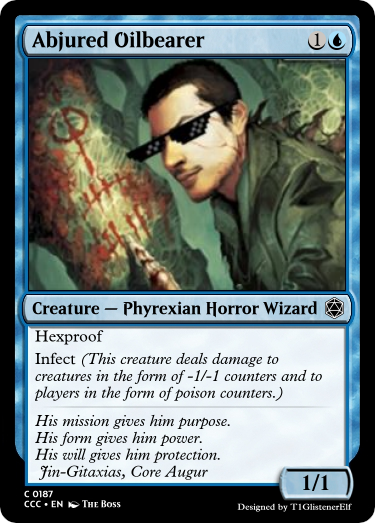 Abjured Oilbearer 1
Creature — Phyrexian Horror Wizard
Hexproof
Infect (This creature deals damage to
creatures in the form of -1/-1 counters and to
players in the form of poison counters.)
His mission gives him purpose.
His form gives him power.
His will gives him protection.
Jin-Gitaxias, Core Augur
1/1
C 0187
CCC • EN The Boss
Designed by T1GlistenerElf